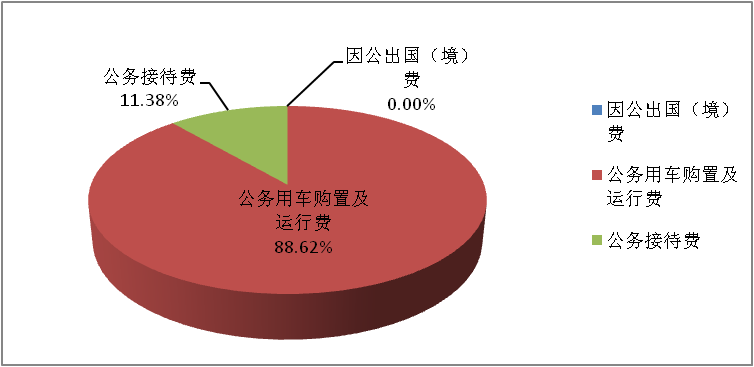 因公出国（境）
费
0.00%
公务接待费
11.38%
公务用车购置及
运行费
88.62%
因公出国（境）
费
公务用车购置及
运行费
公务接待费